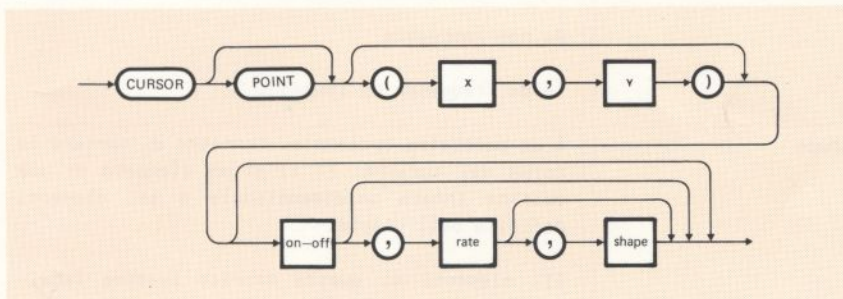 CURSOR POINT ( X , Y )
on—off , rate , shape